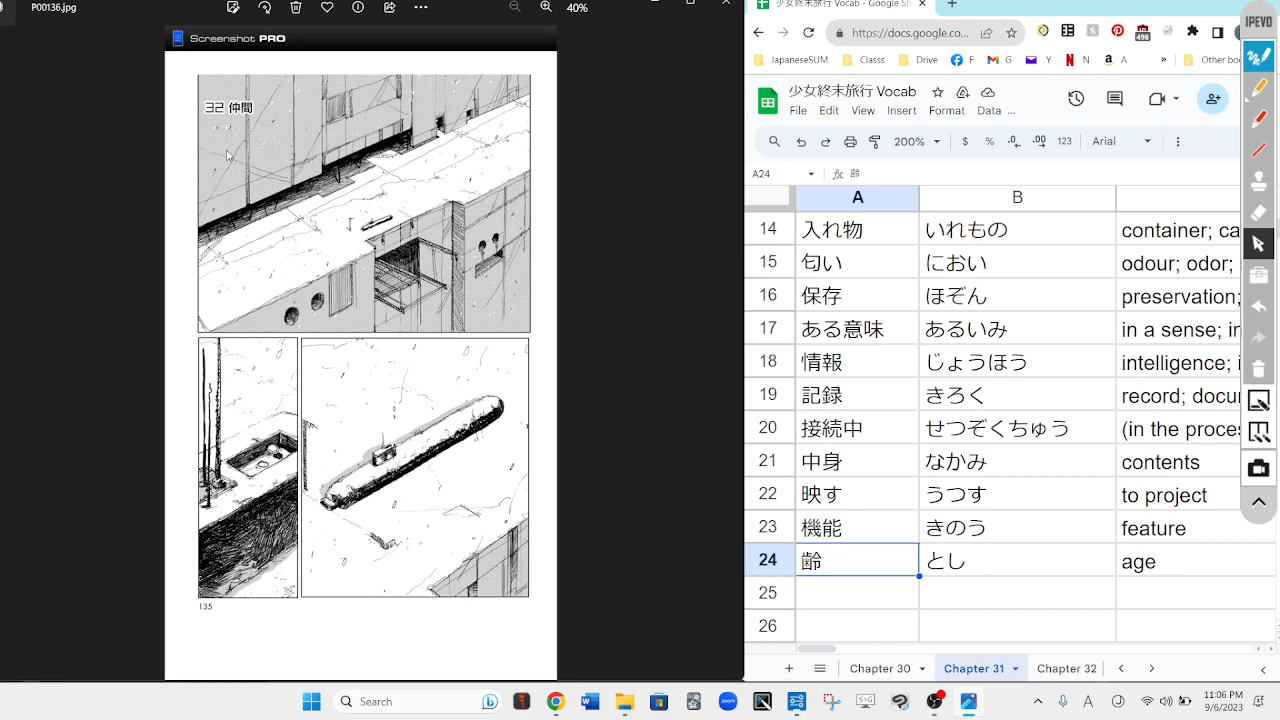 P00136.jpg
40%
Screenshot PRO
32 仲間
135
少女終末旅行 Vocab - Google Sh
https://docs.google.co...
498
JapaneseSUM
Classs
Drive
F
G
Y
N
A
Other boo
少女終末旅行 Vocab
File Edit View Insert Format Data ...
200% $ % .0 .00 123 Arial
A24 fx 齢
A B
14 入れ物 いれもの container; ca
15 匂い におい odour; odor;
16 保存 ほぞん preservation;
17 ある意味 あるいみ in a sense; in
18 情報 じょうほう intelligence; i
19 記録 きろく record; docur
20 接続中 せつぞくちゅう (in the proces
21 中身 なかみ contents
22 映す うつす to project
23 機能 きのう feature
24 齢 とし age
25
26
Chapter 30 Chapter 31 Chapter 32
IPEVO
Search
zoom
A
11:06 PM
9/6/2023